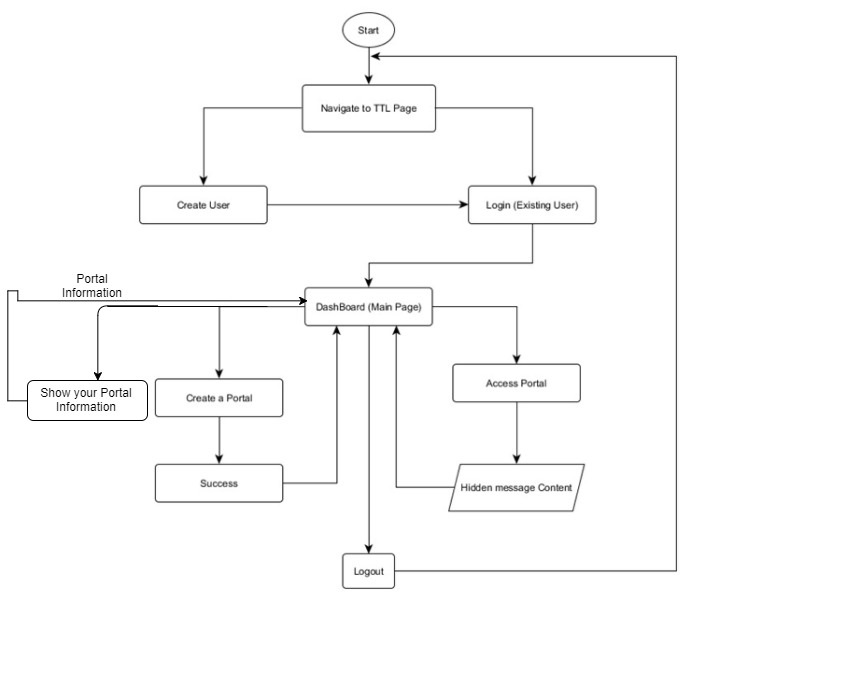 Start
Navigate to TTL Page
Create User
Login (Existing User)
Portal
Information
DashBoard (Main Page)
Show your Portal
Information
Create a Portal
Access Portal
Success
Hidden message Content
Logout